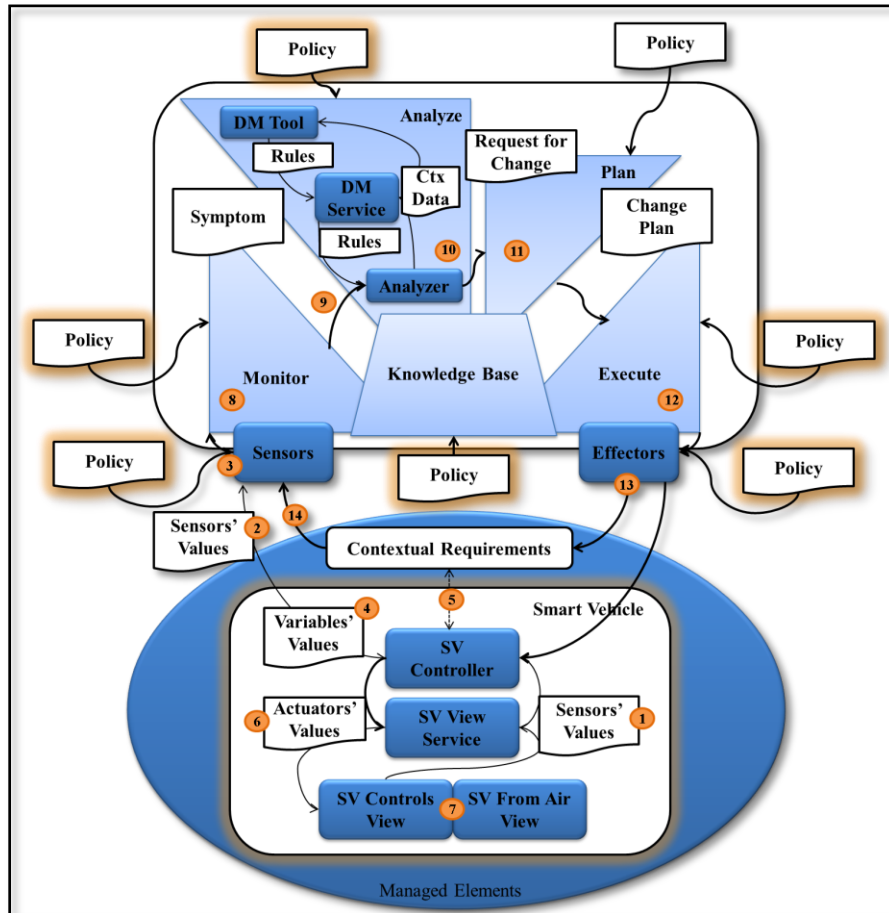 Policy
Policy
DM Tool
Analyze
Rules
Request for
Change
Plan
Ctx
Data
DM
Service
Symptom
Change
Plan
Rules
10
11
Analyzer
9
Policy
Policy
Monitor
Knowledge Base
Execute
8
12
Policy
Sensors
3
Policy
Effectors
Policy
13
Sensors'
Values
2
14
Contextual Requirements
5
Smart Vehicle
4
Variables'
Values
SV
Controller
6
Actuators'
Values
SV View
Service
Sensors'
Values
1
SV Controls
View
7
SV From Air
View
Managed Elements